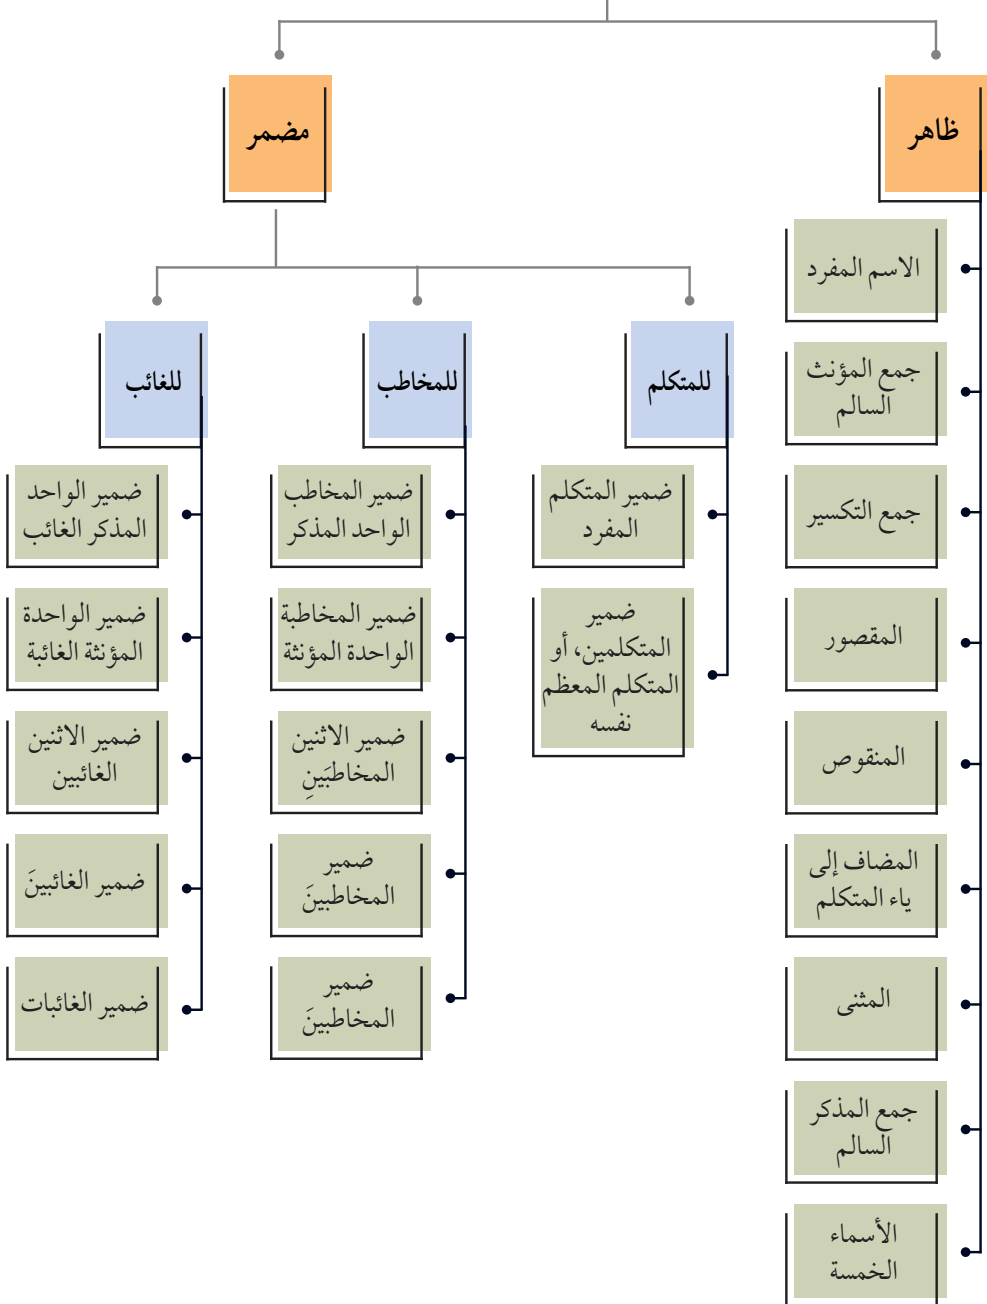 ظاهر
الاسم المفرد
جمع المؤنث
السالم
جمع التكسير
المقصور
المنقوص
المضاف إلى
ياء المتكلم
المثنى
جمع المذكر
السالم
الأسماء
الخمسة
مضمر
للمتكلم
ضمير المتكلم
المفرد
ضمير
المتكلمين، أو
المتكلم المعظم
نفسه
للمخاطب
ضمير المخاطب
الواحد المذكر
ضمير المخاطبة
الواحدة المؤنثة
ضمير الاثنين
المخاطبَينِ
ضمير
المخاطبينَ
ضمير
المخاطبينَ
للغائب
ضمير الواحد
المذكر الغائب
ضمير الواحدة
المؤنثة الغائبة
ضمير الاثنين
الغائبين
ضمير الغائبينَ
ضمير الغائبات